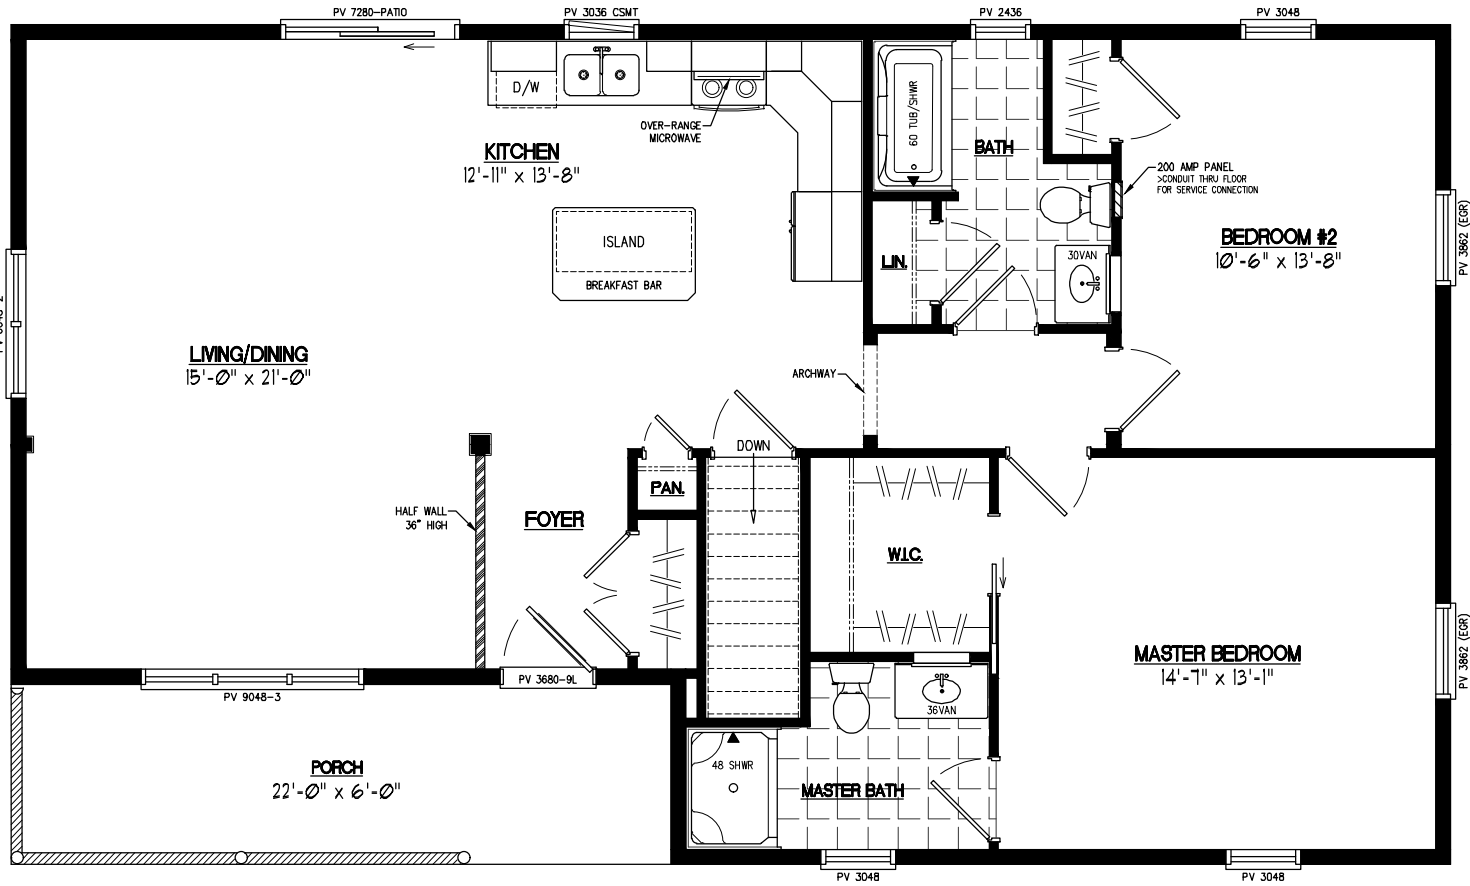 PV 7280-PATIO
PV 3036 CSMT
PV 2436
PV 3048
D/W
OVER-RANGE
MICROWAVE
60 TUB/SHWR
KITCHEN
12'-11" x 13'-8"
BATH
200 AMP PANEL
>CONDUIT THRU FLOOR
FOR SERVICE CONNECTION
ISLAND
BREAKFAST BAR
LIN.
30VAN
BEDROOM #2
10'-6" x 13'-8"
PV 3862 (EGR)
LIVING/DINING
15'-0" x 21'-0"
ARCHWAY
DOWN
PAN.
HALF WALL
36" HIGH
FOYER
W.I.C.
MASTER BEDROOM
14'-7" x 13'-1"
PV 3862 (EGR)
PV 9048-3
PV 3680-9L
36VAN
PORCH
22'-0" x 6'-0"
48 SHWR
MASTER BATH
PV 3048
PV 3048